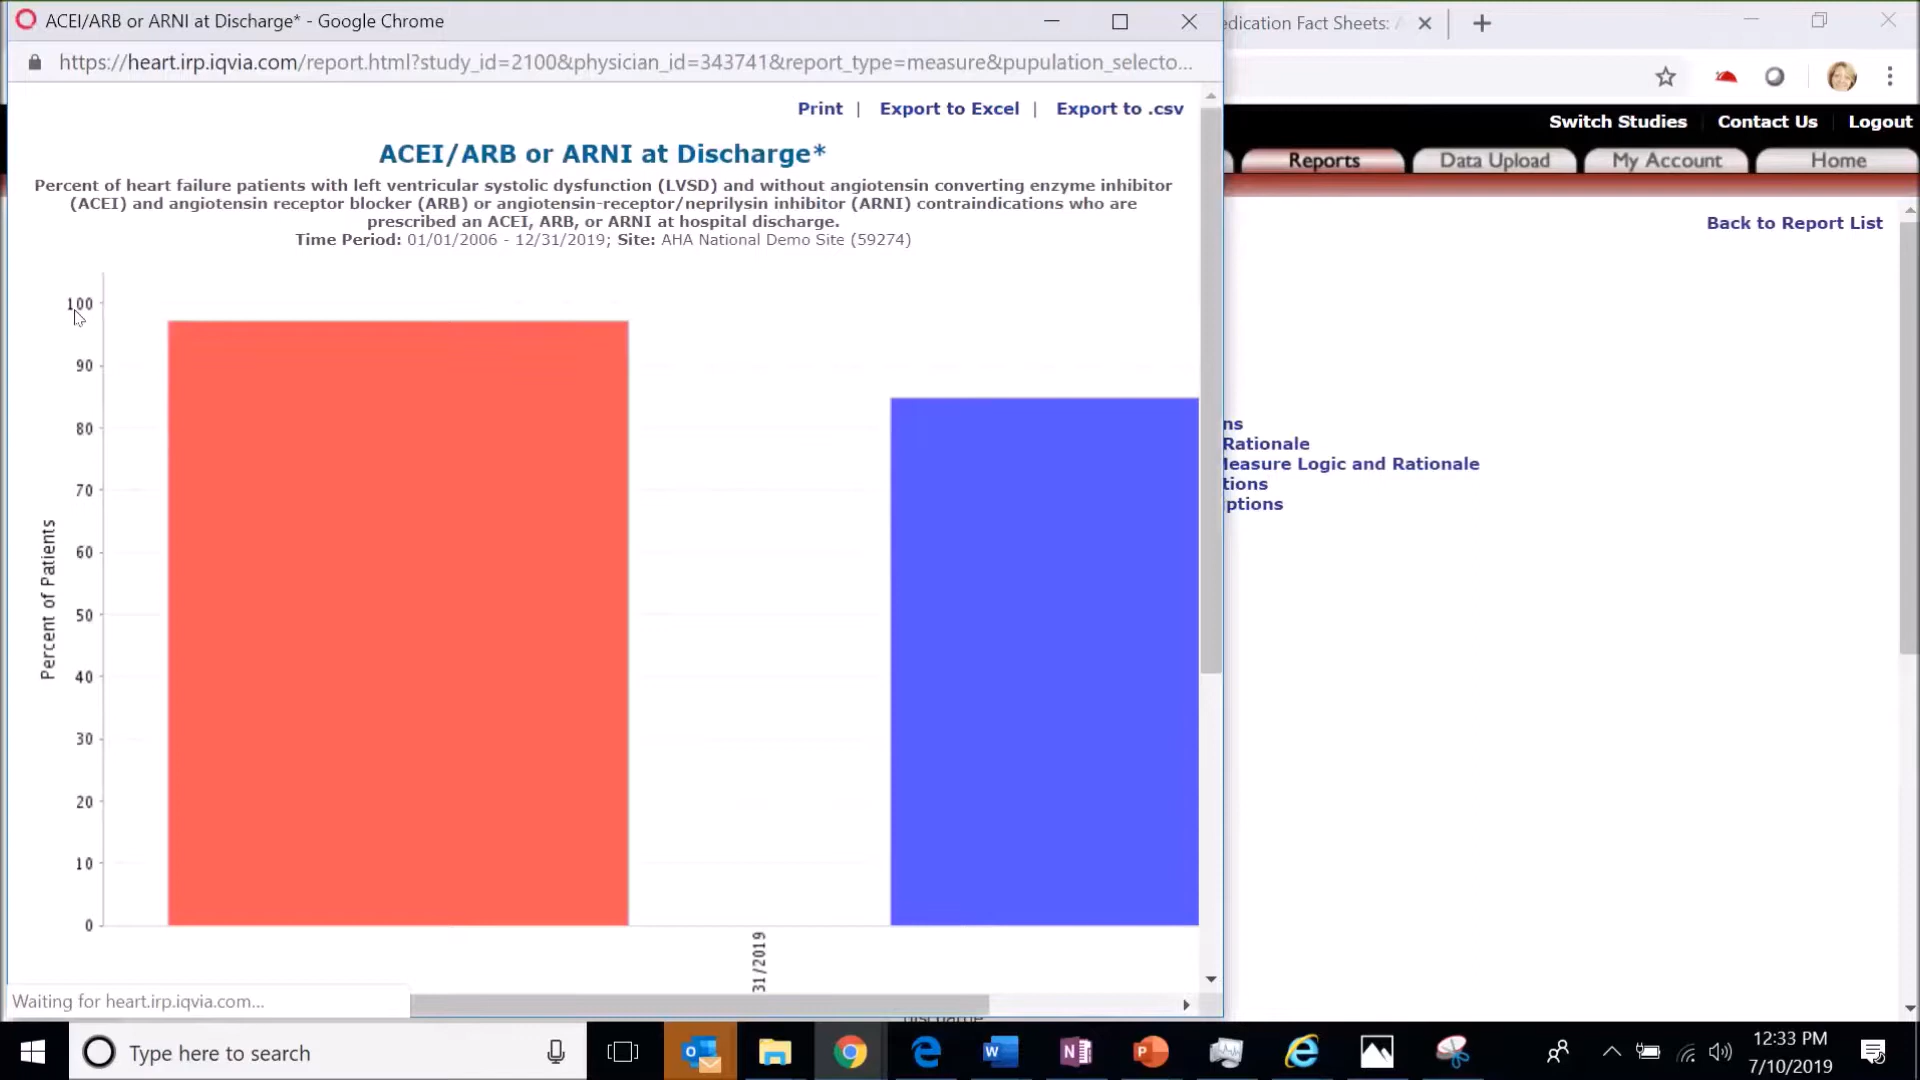 ACEI/ARB or ARNI at Discharge* - Google Chrome
edication Fact Sheets:
https://heart.irp.iqvia.com/report.html?study_id=2100&physician_id=343741&report_type=measure&pupulation_selecto...
Print | Export to Excel | Export to .csv
Switch Studies Contact Us Logout
Reports Data Upload My Account Home
Back to Report List
ACEI/ARB or ARNI at Discharge*
Percent of heart failure patients with left ventricular systolic dysfunction (LVSD) and without angiotensin converting enzyme inhibitor
(ACEI) and angiotensin receptor blocker (ARB) or angiotensin-receptor/neprilysin inhibitor (ARNI) contraindications who are
prescribed an ACEI, ARB, or ARNI at hospital discharge.
Time Period: 01/01/2006 - 12/31/2019; Site: AHA National Demo Site (59274)
100
90
80
70
60
50
40
30
20
10
0
Percent of Patients
31/2019
ns
Rationale
Measure Logic and Rationale
tions
ptions
Waiting for heart.irp.iqvia.com...
discharge
Type here to search
12:33 PM
7/10/2019